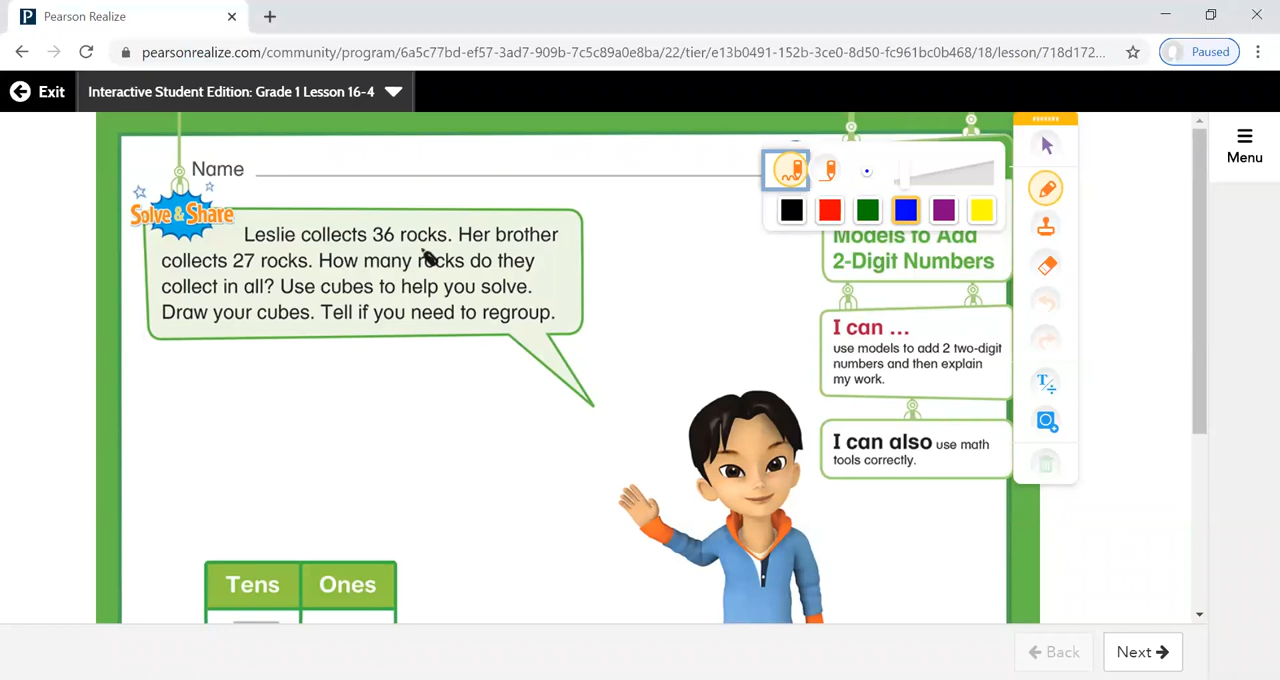 Pearson Realize
pearsonrealize.com/community/program/6a5c77bd-ef57-3ad7-909b-7c5c89a0e8ba/22/tier/e13b0491-152b-3ce0-8d50-fc961bc0b468/18/lesson/718d172...
Paused
Exit
Interactive Student Edition: Grade 1 Lesson 16-4
Menu
Name
Solve & Share
Leslie collects 36 rocks. Her brother
collects 27 rocks. How many rocks do they
collect in all? Use cubes to help you solve.
Draw your cubes. Tell if you need to regroup.
Models to Add
2-Digit Numbers
I can ...
use models to add 2 two-digit
numbers and then explain
my work.
I can also use math
tools correctly.
Tens Ones
Back
Next